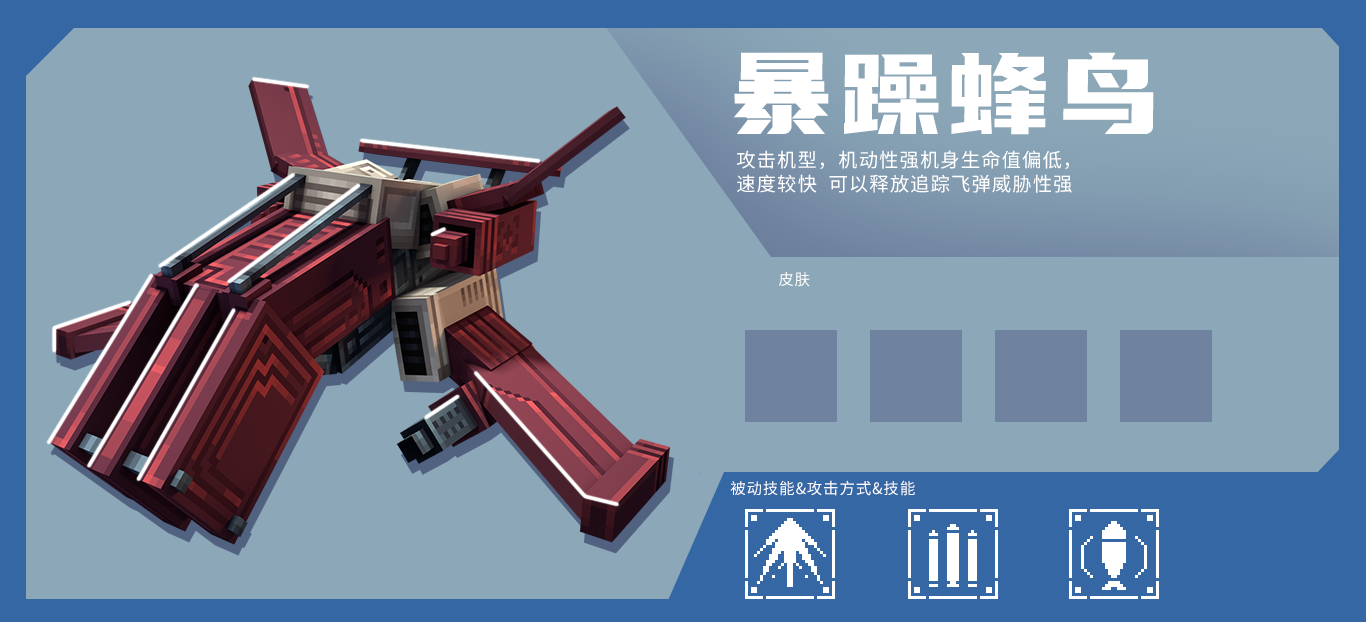 暴躁蜂鸟
攻击机型，机动性强机身生命值偏低，
速度较快 可以释放追踪飞弹威胁性强
皮肤
被动技能&攻击方式&技能